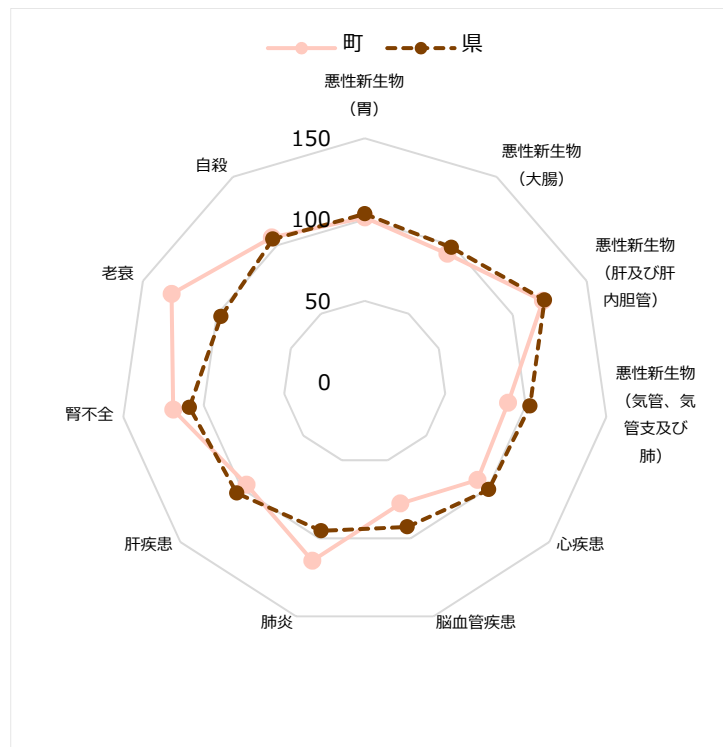 町 県
悪性新生物
（胃）
悪性新生物
（大腸）
悪性新生物
（肝及び肝
内胆管）
悪性新生物
（気管、気
管支及び
肺）
心疾患
脳血管疾患
肺炎
肝疾患
腎不全
老衰
自殺
150
100
50
0